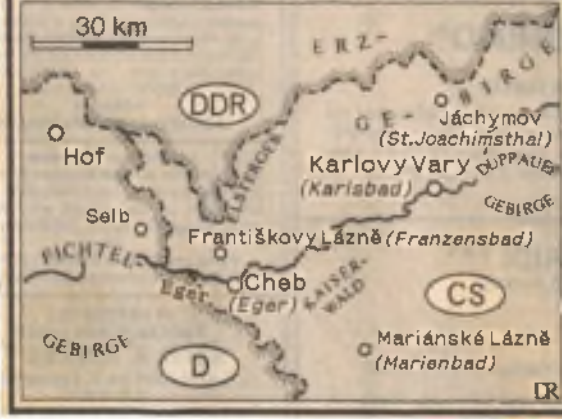 30 km
ERZ-
GEBIRGE
DDR
Jáchymov
(St.Joachimsthal)
Hof
ELSTERGEB.
Karlovy Vary
(Karlsbad)
DUPPAUER
GEBIRGE
Selb
Františkovy Lázně (Franzensbad)
FICHTEL-
Eger
Cheb
(Eger)
KAISER-
WALD
CS
GEBIRGE
D
Mariánské Lázně
(Marienbad)
DR